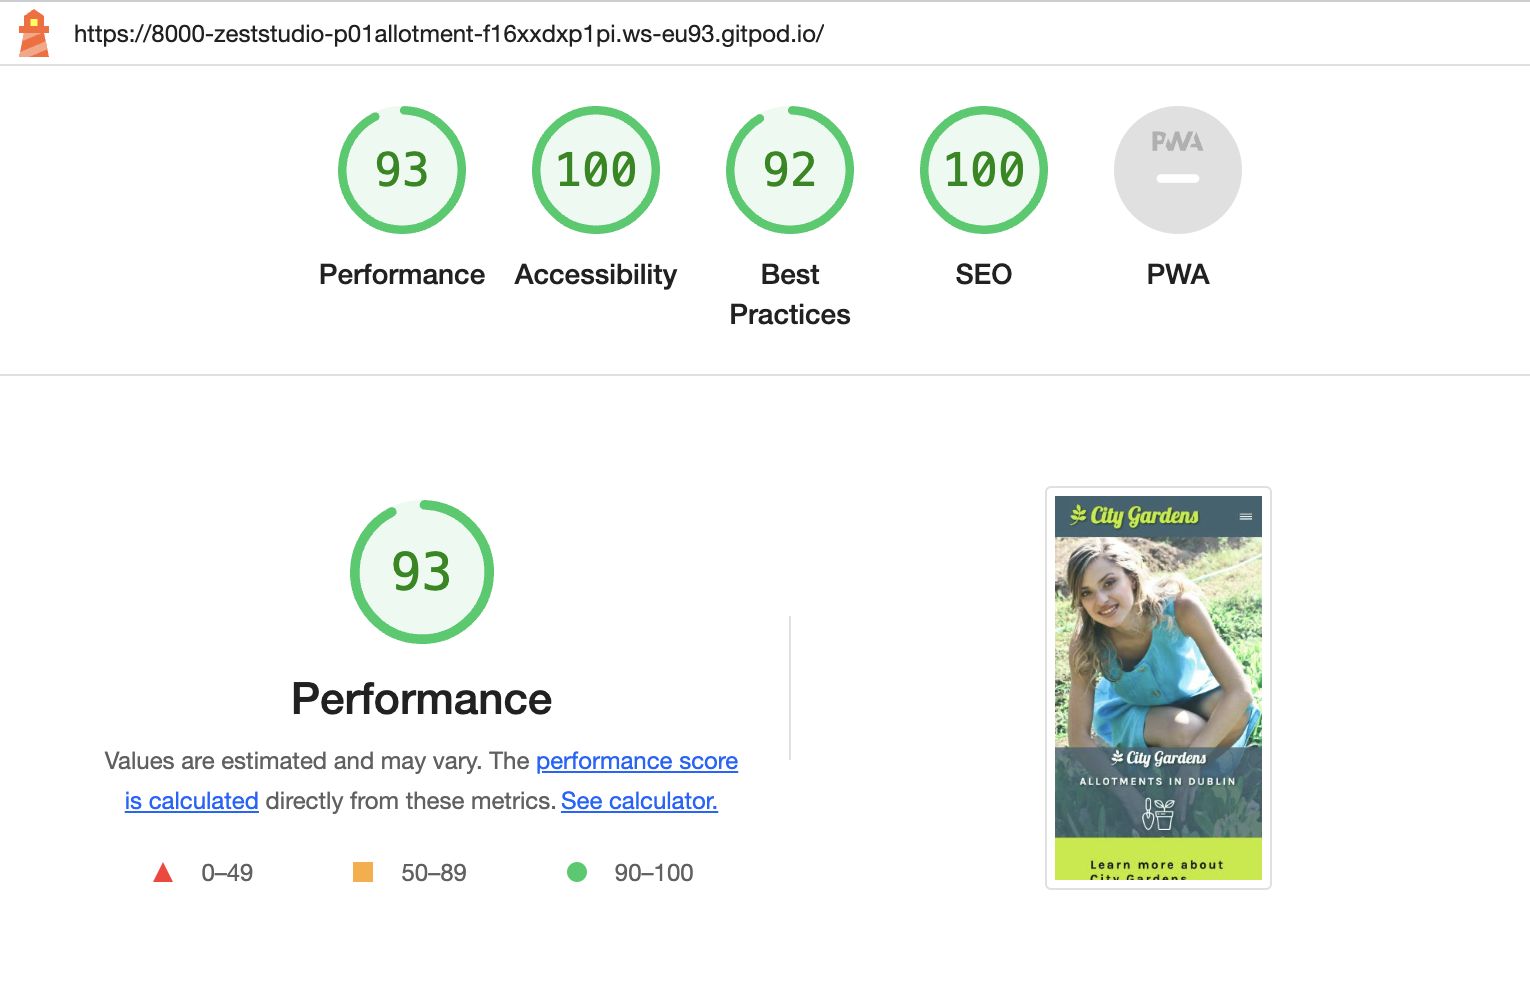 https://8000-zeststudio-p01allotment-f16xxdxp1pi.ws-eu93.gitpod.io/
93
100
92
100
PWA
Performance
Accessibility
Best
Practices
SEO
PWA
93
Performance
Values are estimated and may vary. The performance score
is calculated directly from these metrics. See calculator.
0–49
50–89
90–100
City Gardens
City Gardens
ALLOTMENTS IN DUBLIN
Learn more about
City Gardens